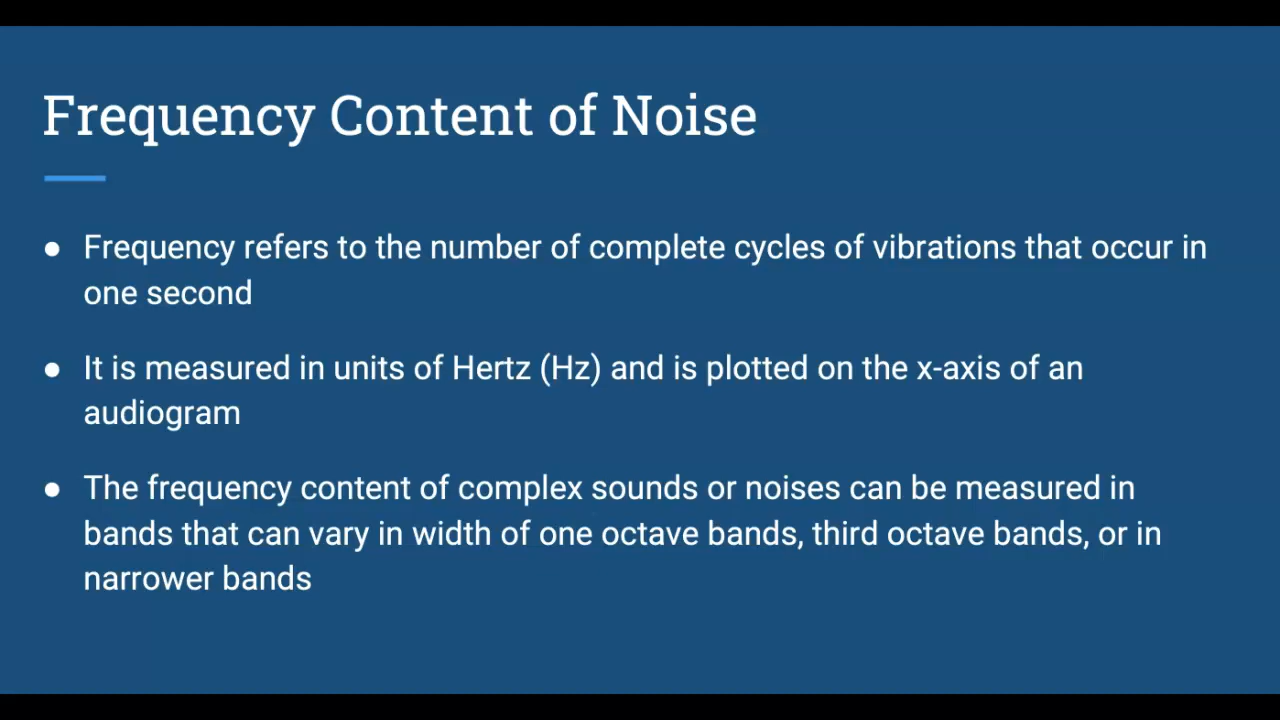 Frequency Content of Noise
● Frequency refers to the number of complete cycles of vibrations that occur in
one second
● It is measured in units of Hertz (Hz) and is plotted on the x-axis of an
audiogram
● The frequency content of complex sounds or noises can be measured in
bands that can vary in width of one octave bands, third octave bands, or in
narrower bands